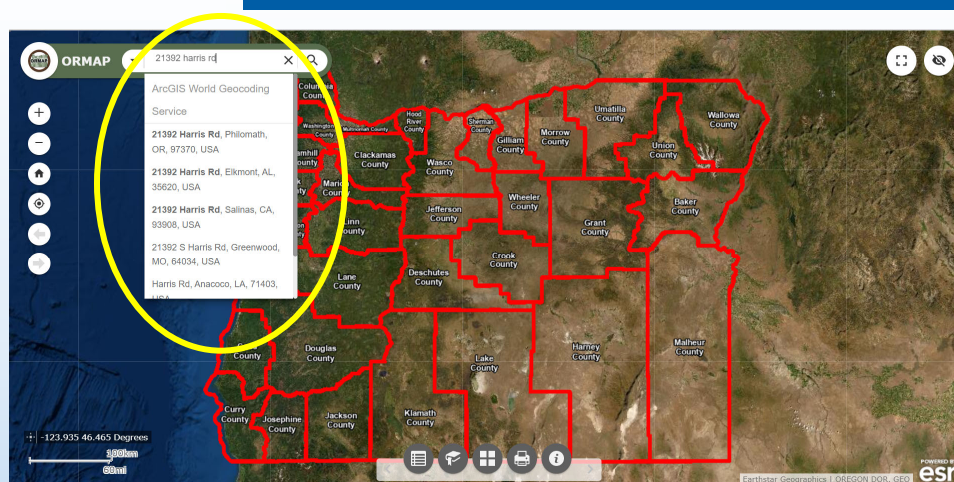 ORMAP
21392 harris rd
ArcGIS World Geocoding
Service
21392 Harris Rd, Philomath,
OR, 97370, USA
21392 Harris Rd, Elkmont, AL,
35620, USA
21392 Harris Rd, Salinas, CA,
93908, USA
21392 S Harris Rd, Greenwood,
MO, 64034, USA
Harris Rd, Anacoco, LA, 71403,
USA
Columbia
County
Washington
County
Multnomah County
Hood
River
County
Sherman
County
Gilliam
County
Morrow
County
Umatilla
County
Union
County
Wallowa
County
Clackamas
County
Wasco
County
Wheeler
County
Baker
County
Jefferson
County
Grant
County
Crook
County
Deschutes
County
Lane
County
Douglas
County
Lake
County
Harney
County
Malheur
County
Curry
County
Josephine
County
Jackson
County
Klamath
County
-123.935 46.465 Degrees
100km
60mi
Earthstar Geographics | OREGON DOR, GEO
POWERED BY
esri